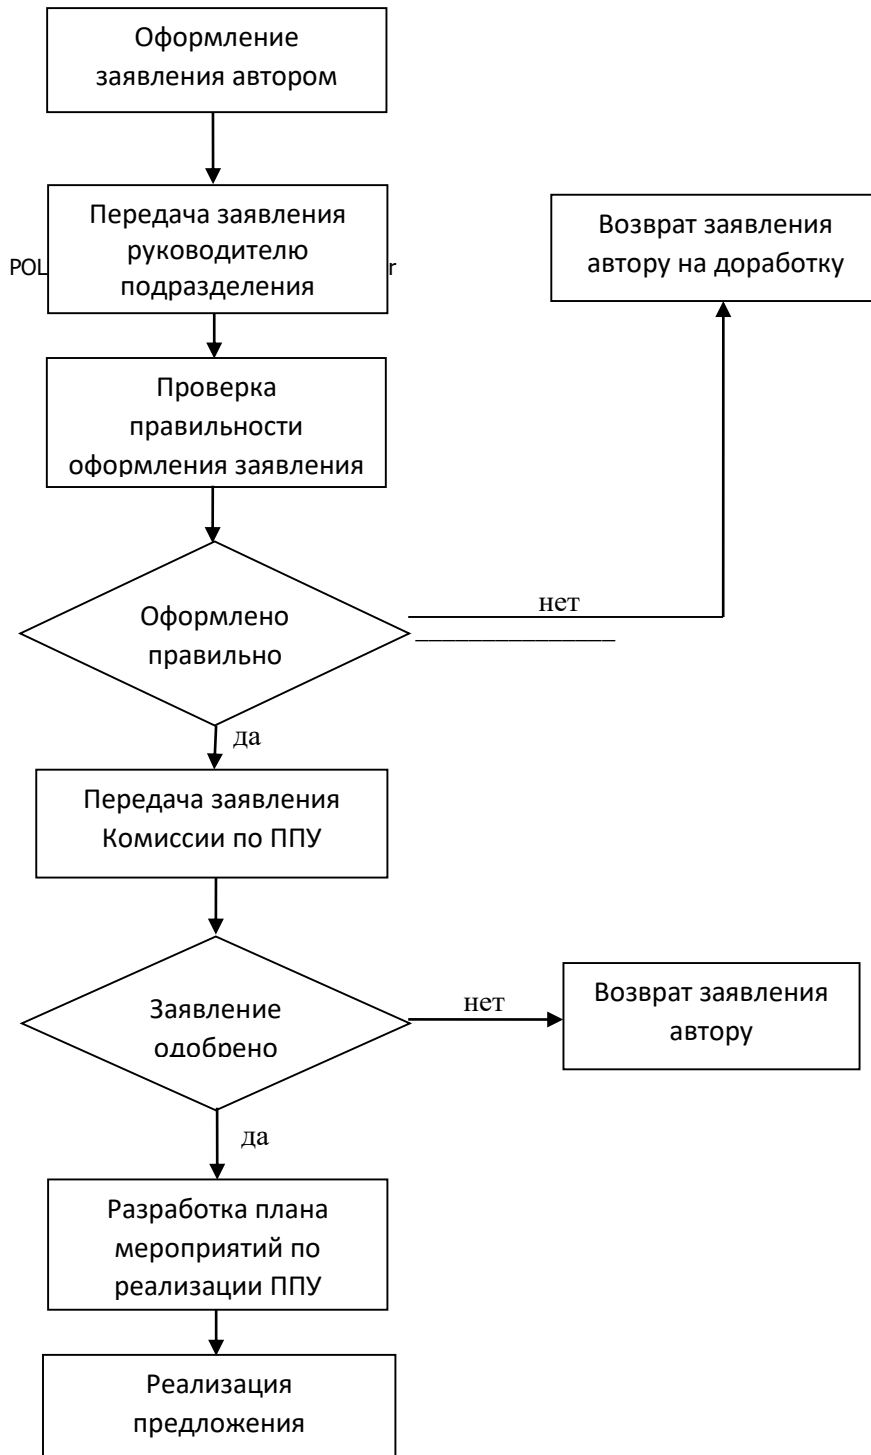 Оформление
заявления автором
Передача заявления
руководителю
подразделения
POL
r
Возврат заявления
автору на доработку
Проверка
правильности
оформления заявления
Оформлено
правильно
нет
_______________
да
Передача заявления
Комиссии по ППУ
Заявление
одобрено
нет
Возврат заявления
автору
да
Разработка плана
мероприятий по
реализации ППУ
Реализация
предложения